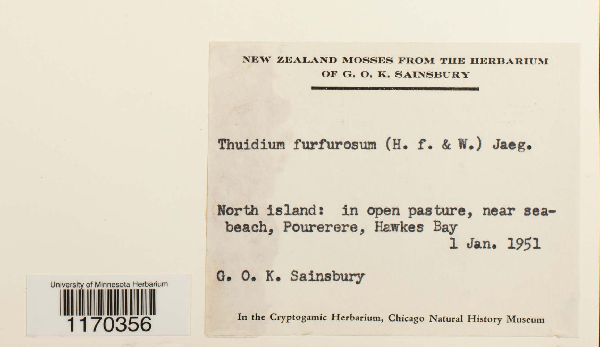 NEW ZEALAND MOSSES FROM THE HERBARIUM
OF G. O. K. SAINSBURY
Thuidium furfurosum (H. f. & W.) Jaeg.
North island: in open pasture, near sea-
beach, Pourerere, Hawkes Bay
1 Jan. 1951
G. O. K. Sainsbury
In the Cryptogamic Herbarium, Chicago Natural History Museum
University of Minnesota Herbarium
1170356